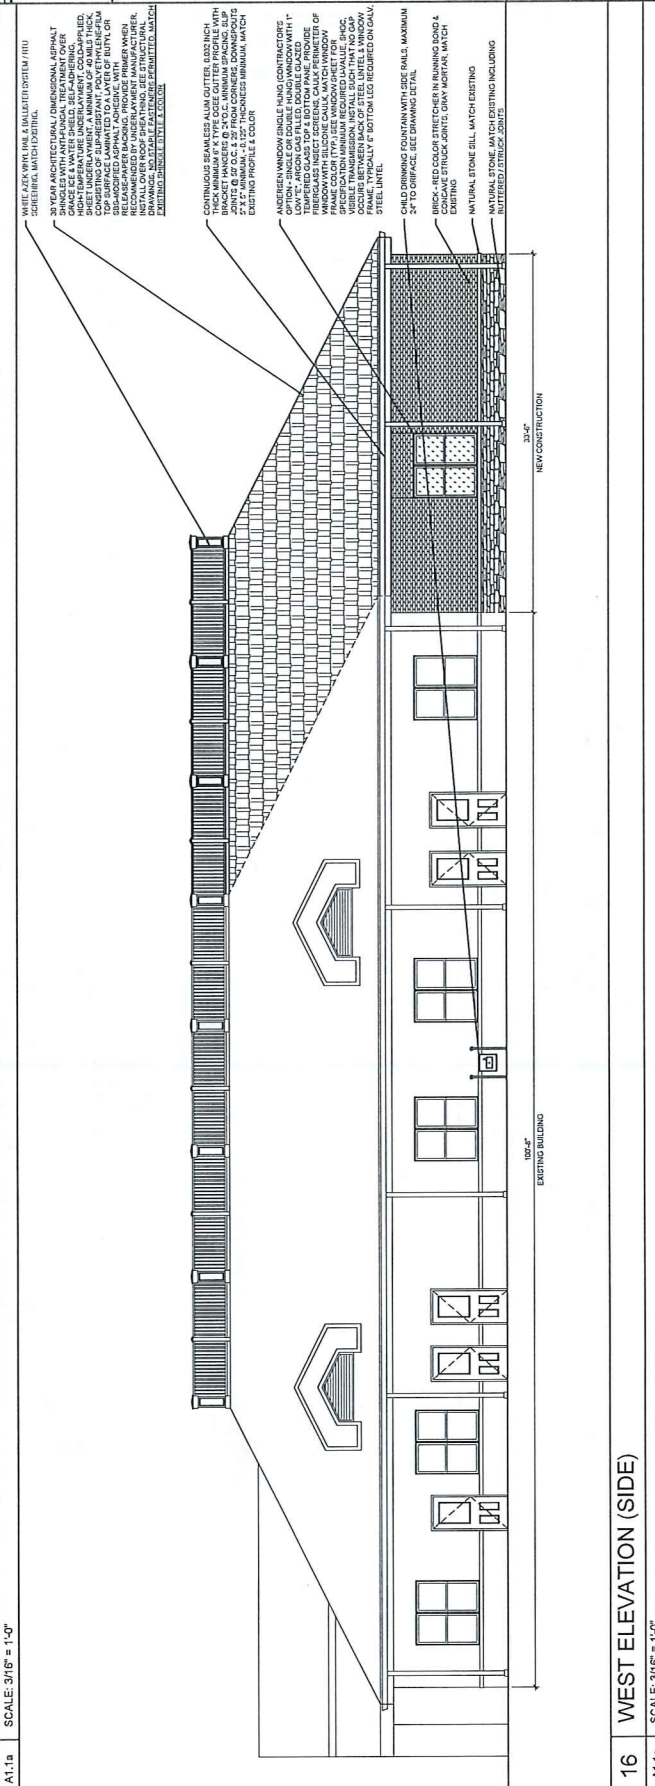 A1.1a SCALE: 3/16" = 1'-0"
WHITE AZEK VINYL RAIL & BALUSTER SYSTEM / RTU
SCREENING, MATCH EXISTING.
30 YEAR ARCHITECTURAL / DIMENSIONAL ASPHALT
SHINGLES WITH ANTI-FUNGAL TREATMENT OVER
GRACE ICE & WATER SHIELD, SELF-ADHERING,
HIGH-TEMPERATURE UNDERLAYMENT, COLD-APPLIED,
SHEET UNDERLAYMENT, A MINIMUM OF 40 MILS THICK,
CONSISTING OF SLIP-RESISTANT, POLYETHYLENE-FILM
TOP SURFACE LAMINATED TO A LAYER OF BUTYL OR
SBS-MODIFIED ASPHALT ADHESIVE, WITH
RELEASE-PAPER BACKING. PROVIDE PRIMER WHEN
RECOMMENDED BY UNDERLAYMENT MANUFACTURER.
INSTALL OVER ROOF SHEATHING, SEE STRUCTURAL
DRAWINGS. NO STAPLE FASTENERS PERMITTED, MATCH
EXISTING SHINGLE STYLE & COLOR
CONTINUOUS SEAMLESS ALUM GUTTER, 0.032 INCH
THICK MINIMUM 6" K TYPE OGEE GUTTER PROFILE WITH
BRACKET HANGERS @ 24" O.C. MINIMUM SPACING, SLIP
JOINTS @ 50' O.C. & 25' FROM CORNERS, DOWNSPOUTS
5" X 5" MINIMUM, - 0.125" THICKNESS MINIMUM, MATCH
EXISTING PROFILE & COLOR
ANDERSEN WINDOW SINGLE HUNG (CONTRACTOR'S
OPTION - SINGLE OR DOUBLE HUNG) WINDOW WITH 1"
LOW "E", ARGON GAS FILLED, DOUBLE GLAZED
TEMPERED GLASS TOP & BOTTOM PANE, PROVIDE
FIBERGLASS INSECT SCREENS, CAULK PERIMETER OF
WINDOW WITH SILICONE CAULK, MATCH WINDOW
FRAME COLOR (TYP.) SEE WINDOW SHEET FOR
SPECIFICATION MINIMUM REQUIRED U-VALUE, SHGC,
VISIBLE TRANSMISSION, INSTALL SUCH THAT NO GAP
OCCURS BETWEEN BACK OF STEEL LINTEL & WINDOW
FRAME, TYPICALLY 6" BOTTOM LEG REQUIRED ON GALV.
STEEL LINTEL
CHILD DRINKING FOUNTAIN WITH SIDE RAILS, MAXIMUM
24" TO ORIFACE, SEE DRAWING DETAIL
BRICK - RED COLOR STRETCHER IN RUNNING BOND &
CONCAVE STRUCK JOINTS, GRAY MORTAR, MATCH
EXISTING
NATURAL STONE SILL, MATCH EXISTING
NATURAL STONE, MATCH EXISTING INCLUDING
BUTTERED / STRUCK JOINTS
33'-6"
NEW CONSTRUCTION
100'-8"
EXISTING BUILDING
16 WEST ELEVATION (SIDE)
A1.1a SCALE: 3/16" = 1'-0"